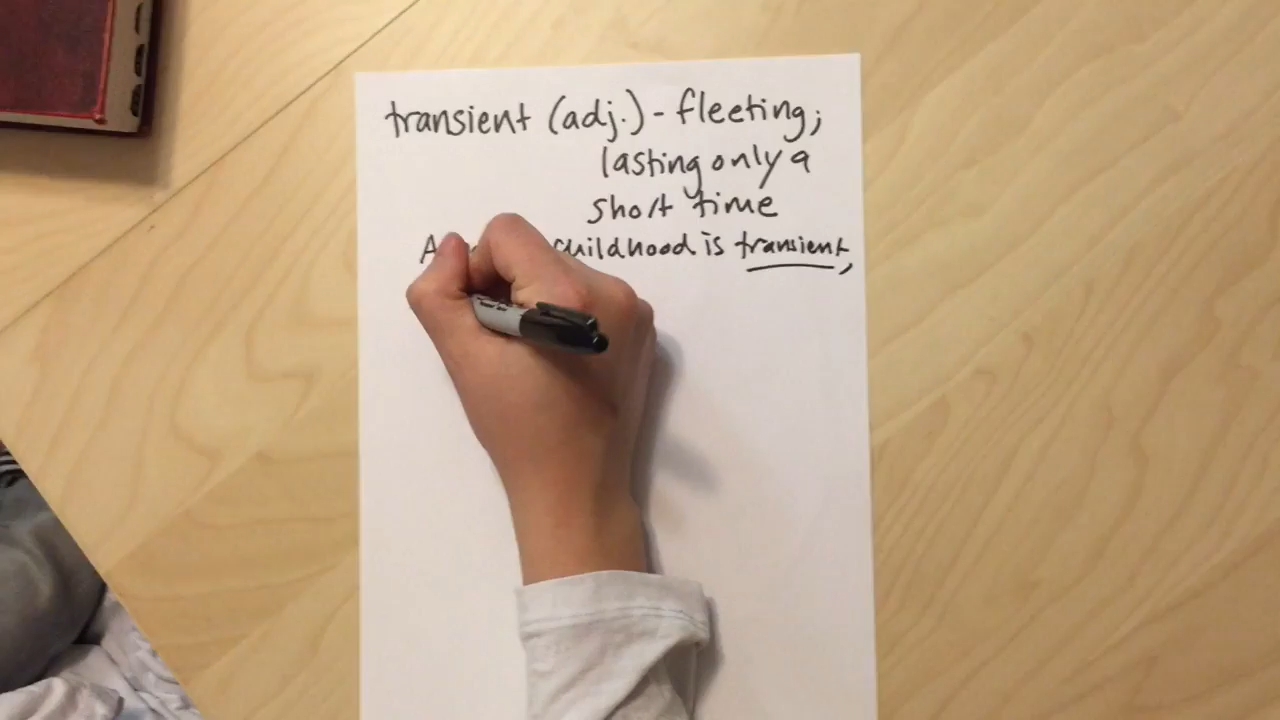 transient (adj.) - fleeting;
lasting only a
short time
childhood is transient,